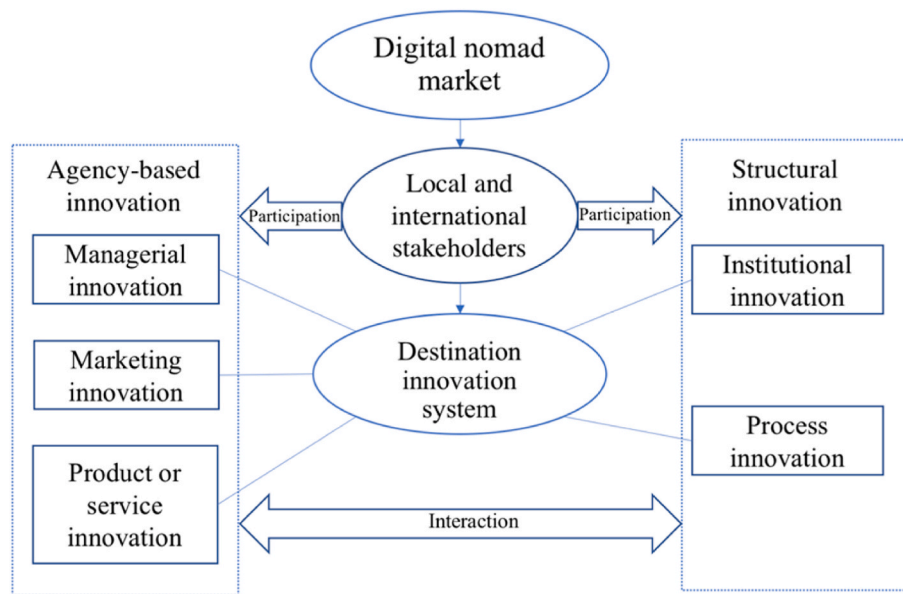 Digital nomad
market
Agency-based
innovation
Participation
Local and
international
stakeholders
Participation
Structural
innovation
Managerial
innovation
Institutional
innovation
Marketing
innovation
Destination
innovation
system
Process
innovation
Product or
service
innovation
Interaction